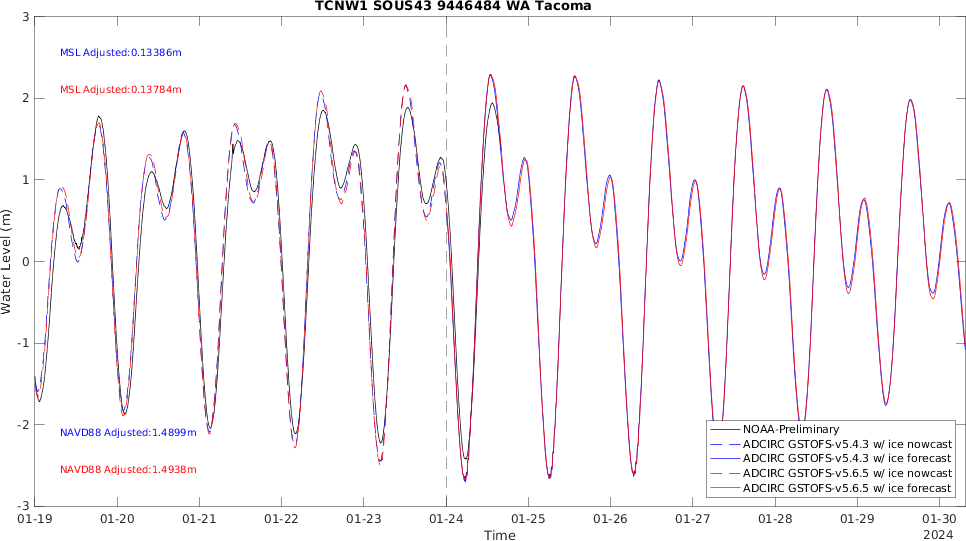 TCNW1 SOUS43 9446484 WA Tacoma
3
2
1
0
-1
-2
-3
Water Level (m)
MSL Adjusted:0.13386m
MSL Adjusted:0.13784m
NAVD88 Adjusted:1.4899m
NAVD88 Adjusted:1.4938m
NOAA-Preliminary
ADCIRC GSTOFS-v5.4.3 w/ ice nowcast
ADCIRC GSTOFS-v5.4.3 w/ ice forecast
ADCIRC GSTOFS-v5.6.5 w/ ice nowcast
ADCIRC GSTOFS-v5.6.5 w/ ice forecast
01-19 01-20 01-21 01-22 01-23 01-24 01-25 01-26 01-27 01-28 01-29 01-30
Time
2024